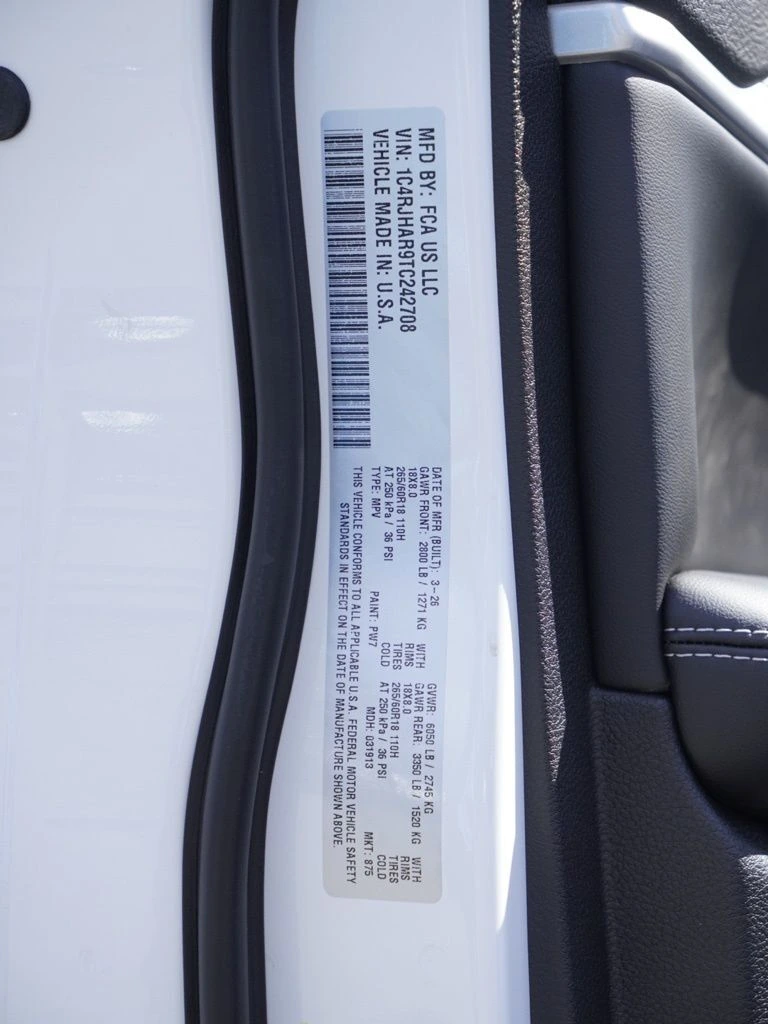 MFD BY: FCA US LLC
VIN: 1C4RJHAR9TC242708
VEHICLE MADE IN: U.S.A.
DATE OF MFR (BUILT): 3-26 GVWR: 6050 LB / 2745 KG
GAWR FRONT: 2800 LB / 1271 KG WITH GAWR REAR: 3350 LB / 1520 KG WITH
18X8.0 RIMS 18X8.0 RIMS
265/60R18 110H TIRES 265/60R18 110H TIRES
AT 250 kPa / 36 PSI COLD AT 250 kPa / 36 PSI COLD
TYPE: MPV PAINT: PW7 MDH: 031913 MKT: 875
THIS VEHICLE CONFORMS TO ALL APPLICABLE U.S.A. FEDERAL MOTOR VEHICLE SAFETY
STANDARDS IN EFFECT ON THE DATE OF MANUFACTURE SHOWN ABOVE.